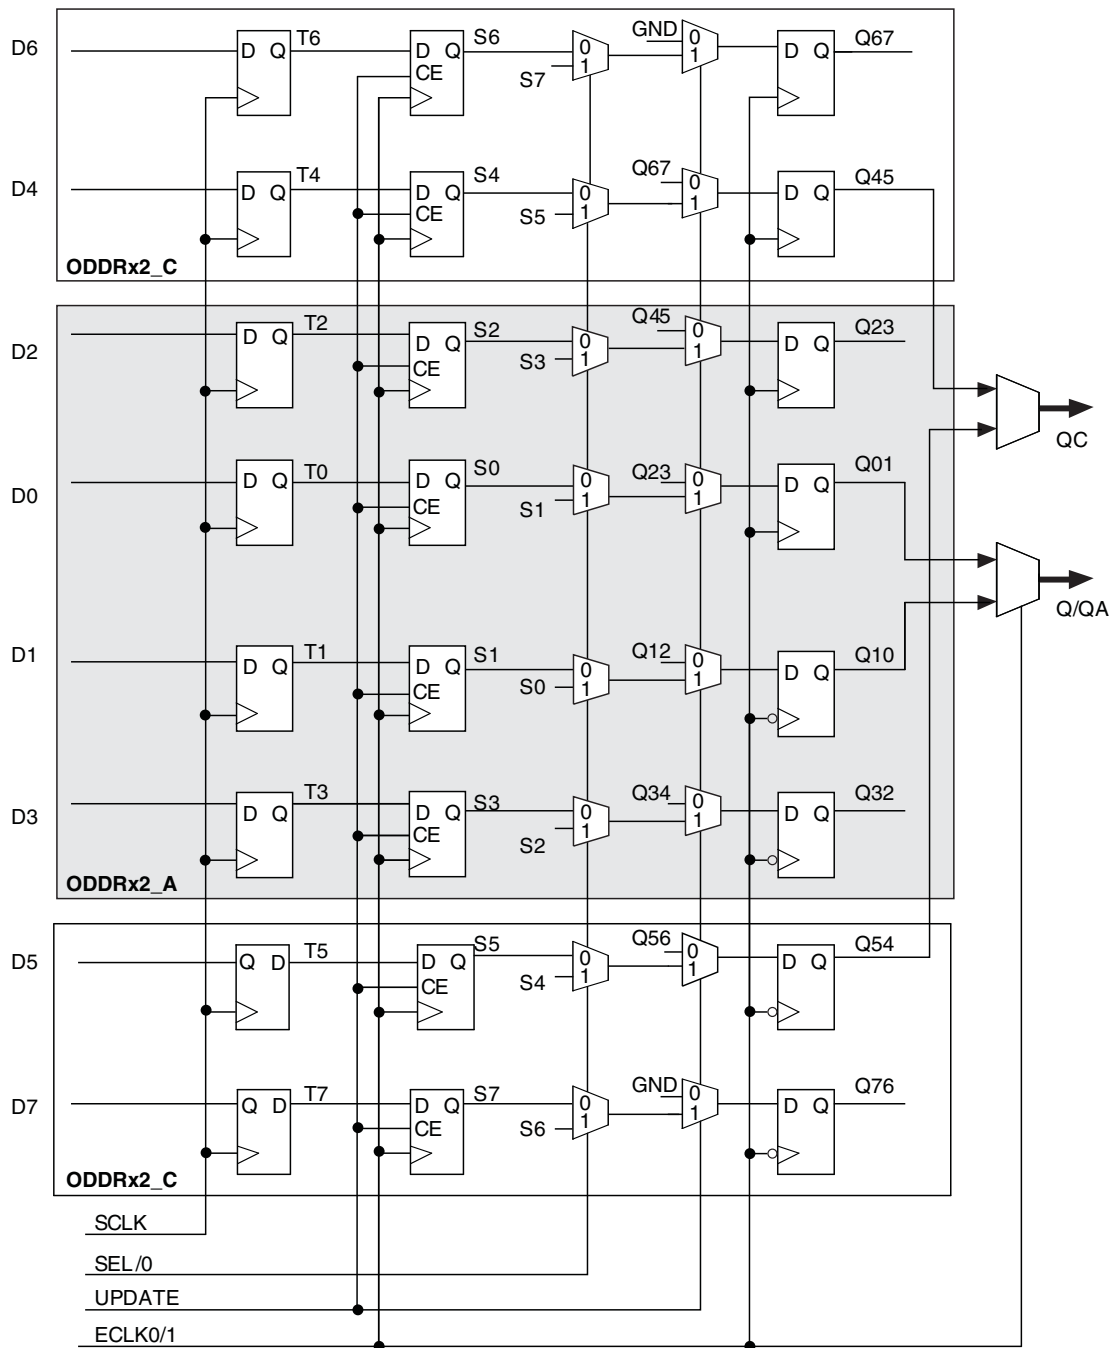 D6
D Q
T6
D Q
CE
S6
0
1
S7
GND
0
1
D Q
Q67
D4
D Q
T4
D Q
CE
S4
0
1
S5
Q67
0
1
D Q
Q45
ODDRx2_C
D2
D Q
T2
D Q
CE
S2
0
1
S3
Q45
0
1
D Q
Q23
QC
D0
D Q
T0
D Q
CE
S0
0
1
S1
Q23
0
1
D Q
Q01
Q/QA
D1
D Q
T1
D Q
CE
S1
0
1
S0
Q12
0
1
D Q
Q10
D3
D Q
T3
D Q
CE
S3
0
1
S2
Q34
0
1
D Q
Q32
ODDRx2_A
D5
Q D
T5
D Q
CE
S5
0
1
S4
Q56
0
1
D Q
Q54
D7
Q D
T7
D Q
CE
S7
0
1
S6
GND
0
1
D Q
Q76
ODDRx2_C
SCLK
SEL/0
UPDATE
ECLK0/1